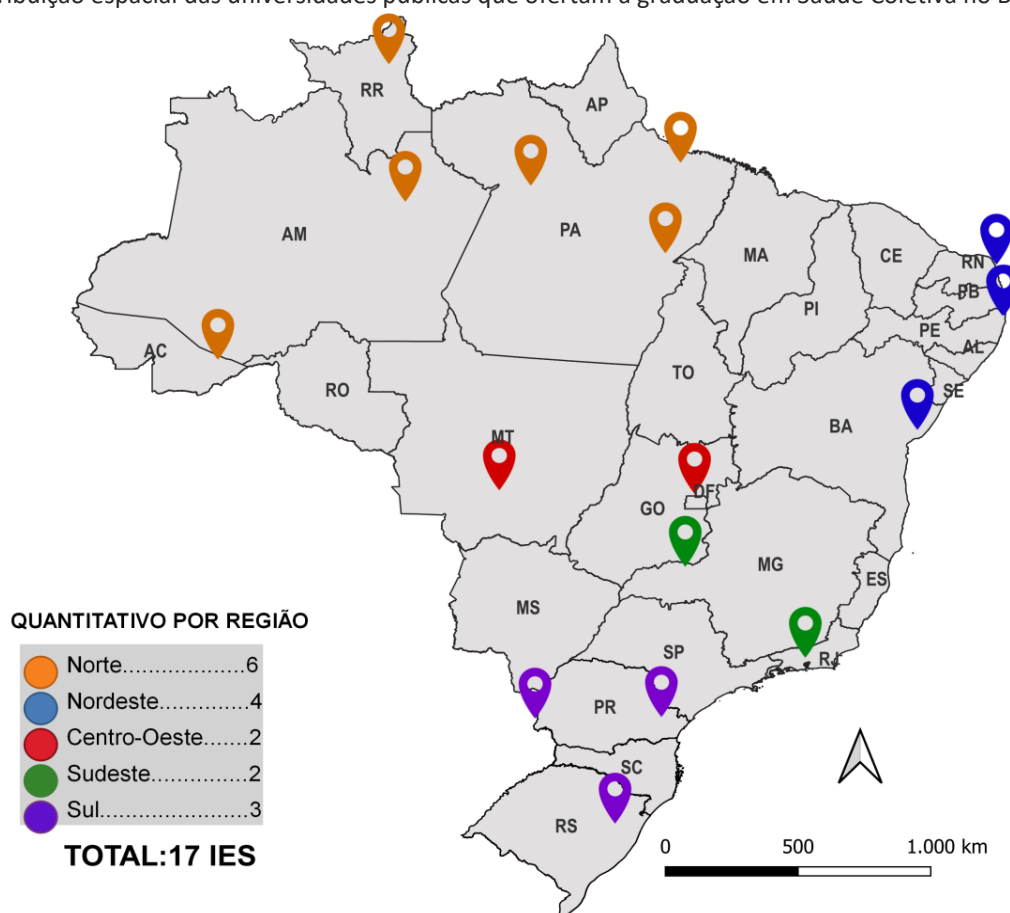 tribuição espacial das universidades públicas que ofertam a graduação em Saúde Coletiva no B
RR
AP
AM
PA
MA
CE
RN
PB
PI
PE
AL
AC
RO
TO
SE
BA
MT
DF
GO
MG
ES
MS
SP
RJ
PR
SC
RS
QUANTITATIVO POR REGIÃO
Norte...................6
Nordeste.............4
Centro-Oeste.......2
Sudeste...............2
Sul.......................3
TOTAL:17 IES
0 500 1.000 km